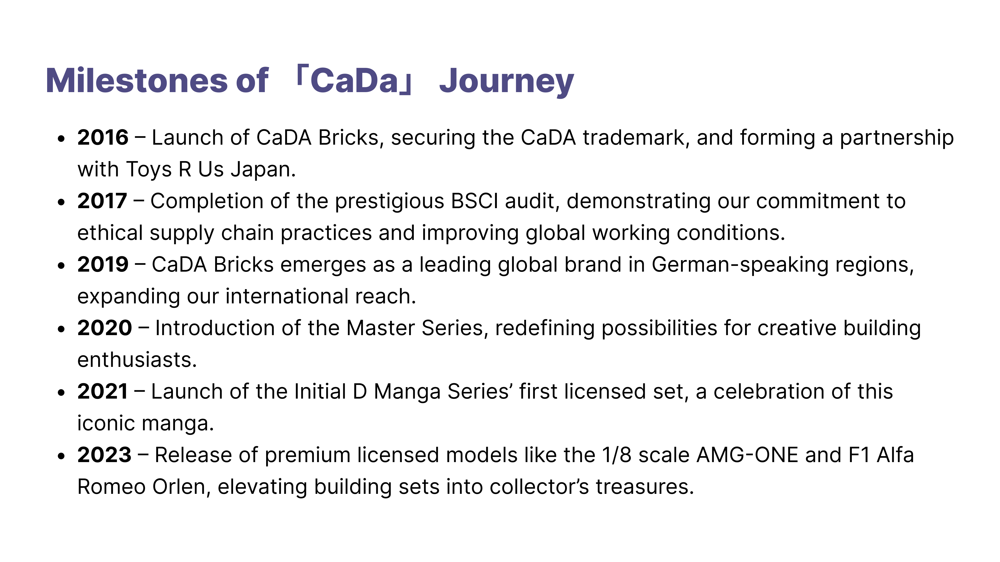 Milestones of 「CaDa」 Journey
• 2016 – Launch of CaDA Bricks, securing the CaDA trademark, and forming a partnership
with Toys R Us Japan.
• 2017 – Completion of the prestigious BSCI audit, demonstrating our commitment to
ethical supply chain practices and improving global working conditions.
• 2019 – CaDA Bricks emerges as a leading global brand in German-speaking regions,
expanding our international reach.
• 2020 – Introduction of the Master Series, redefining possibilities for creative building
enthusiasts.
• 2021 – Launch of the Initial D Manga Series’ first licensed set, a celebration of this
iconic manga.
• 2023 – Release of premium licensed models like the 1/8 scale AMG-ONE and F1 Alfa
Romeo Orlen, elevating building sets into collector’s treasures.